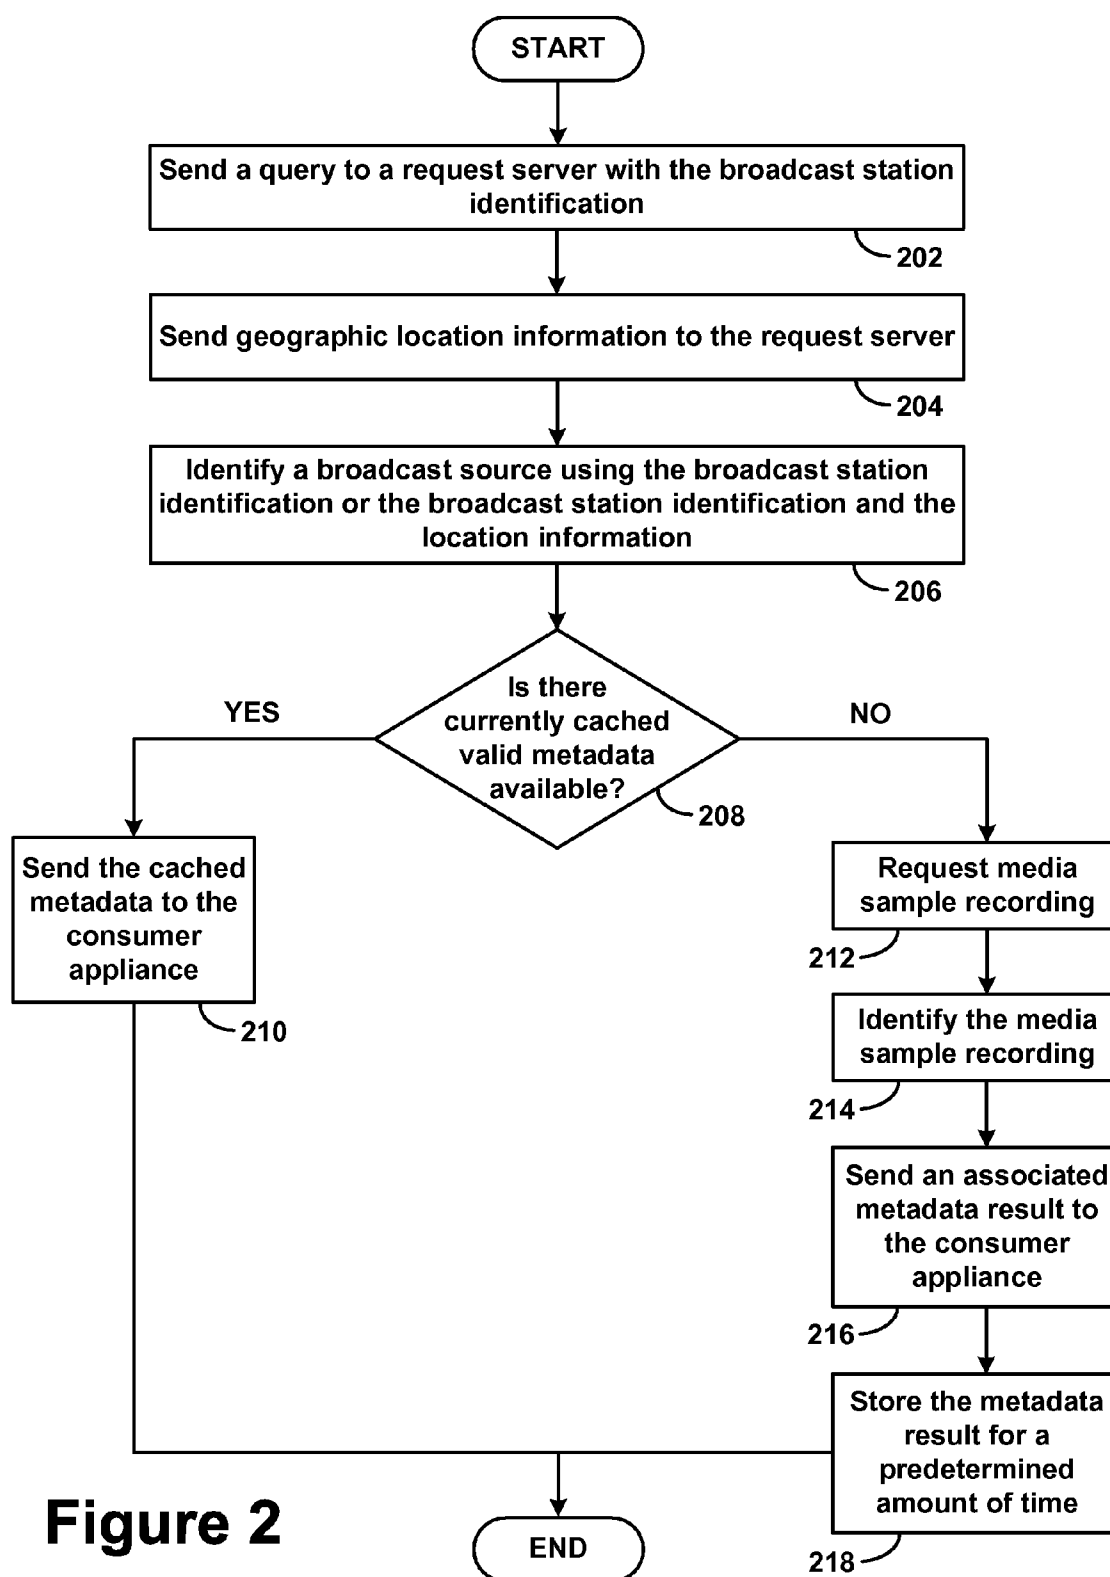 START
Send a query to a request server with the broadcast station
identification
202
Send geographic location information to the request server
204
Identify a broadcast source using the broadcast station
identification or the broadcast station identification and the
location information
206
Is there
currently cached
valid metadata
available?
208
YES
NO
Send the cached
metadata to the
consumer
appliance
210
Request media
sample recording
212
Identify the media
sample recording
214
Send an associated
metadata result to
the consumer
appliance
216
Store the metadata
result for a
predetermined
amount of time
218
END
Figure 2